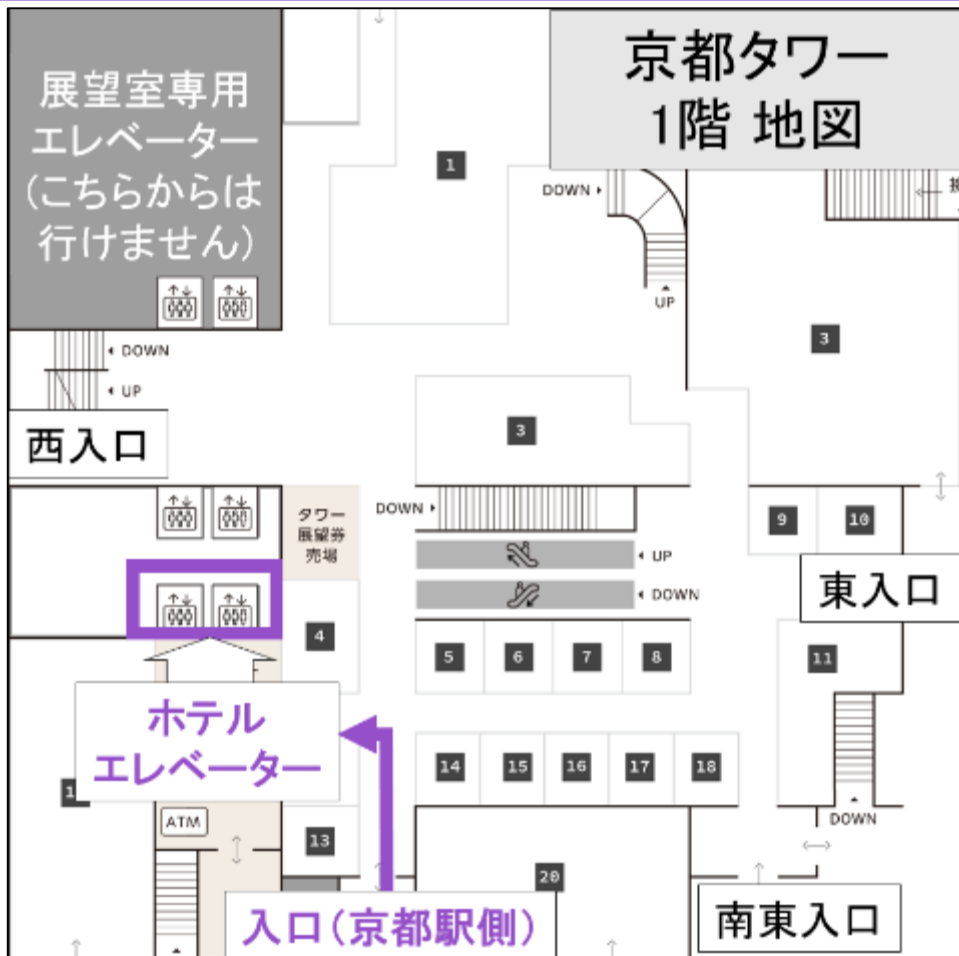 京都タワー
1階 地図
展望室専用
エレベーター
(こちらからは
行けません)
1
DOWN
UP
3
DOWN
UP
西入口
3
タワー
展望券
売場
DOWN
UP
DOWN
9
10
東入口
4
5
6
7
8
11
ホテル
エレベーター
14
15
16
17
18
ATM
13
DOWN
20
入口(京都駅側)
南東入口